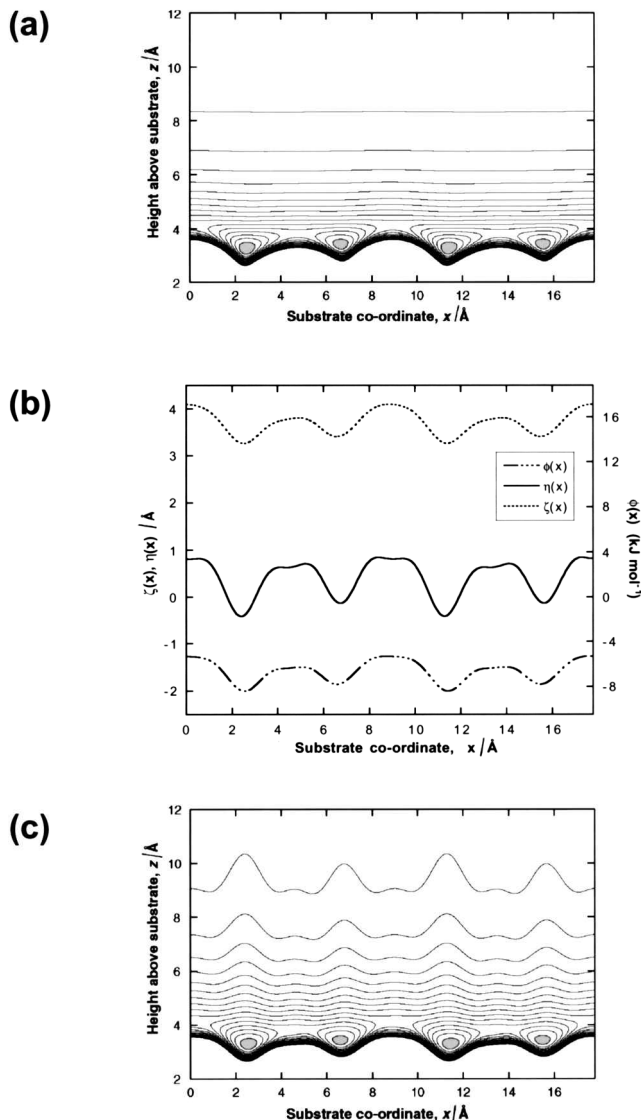 (a)
12
10
8
6
4
2
Height above substrate, z/Å
0 2 4 6 8 10 12 14 16
Substrate co-ordinate, x/Å
(b)
4
3
1
0
-1
-2
ζ(x), η(x) / Å
16
12
8
4
0
-4
-8
ϕ(x) (kJ mol⁻¹)
ϕ(x)
η(x)
ζ(x)
0 2 4 6 8 10 12 14 16
Substrate co-ordinate, x/Å
(c)
12
10
8
6
4
2
Height above substrate, z/Å
0 2 4 6 8 10 12 14 16
Substrate co-ordinate, x/Å